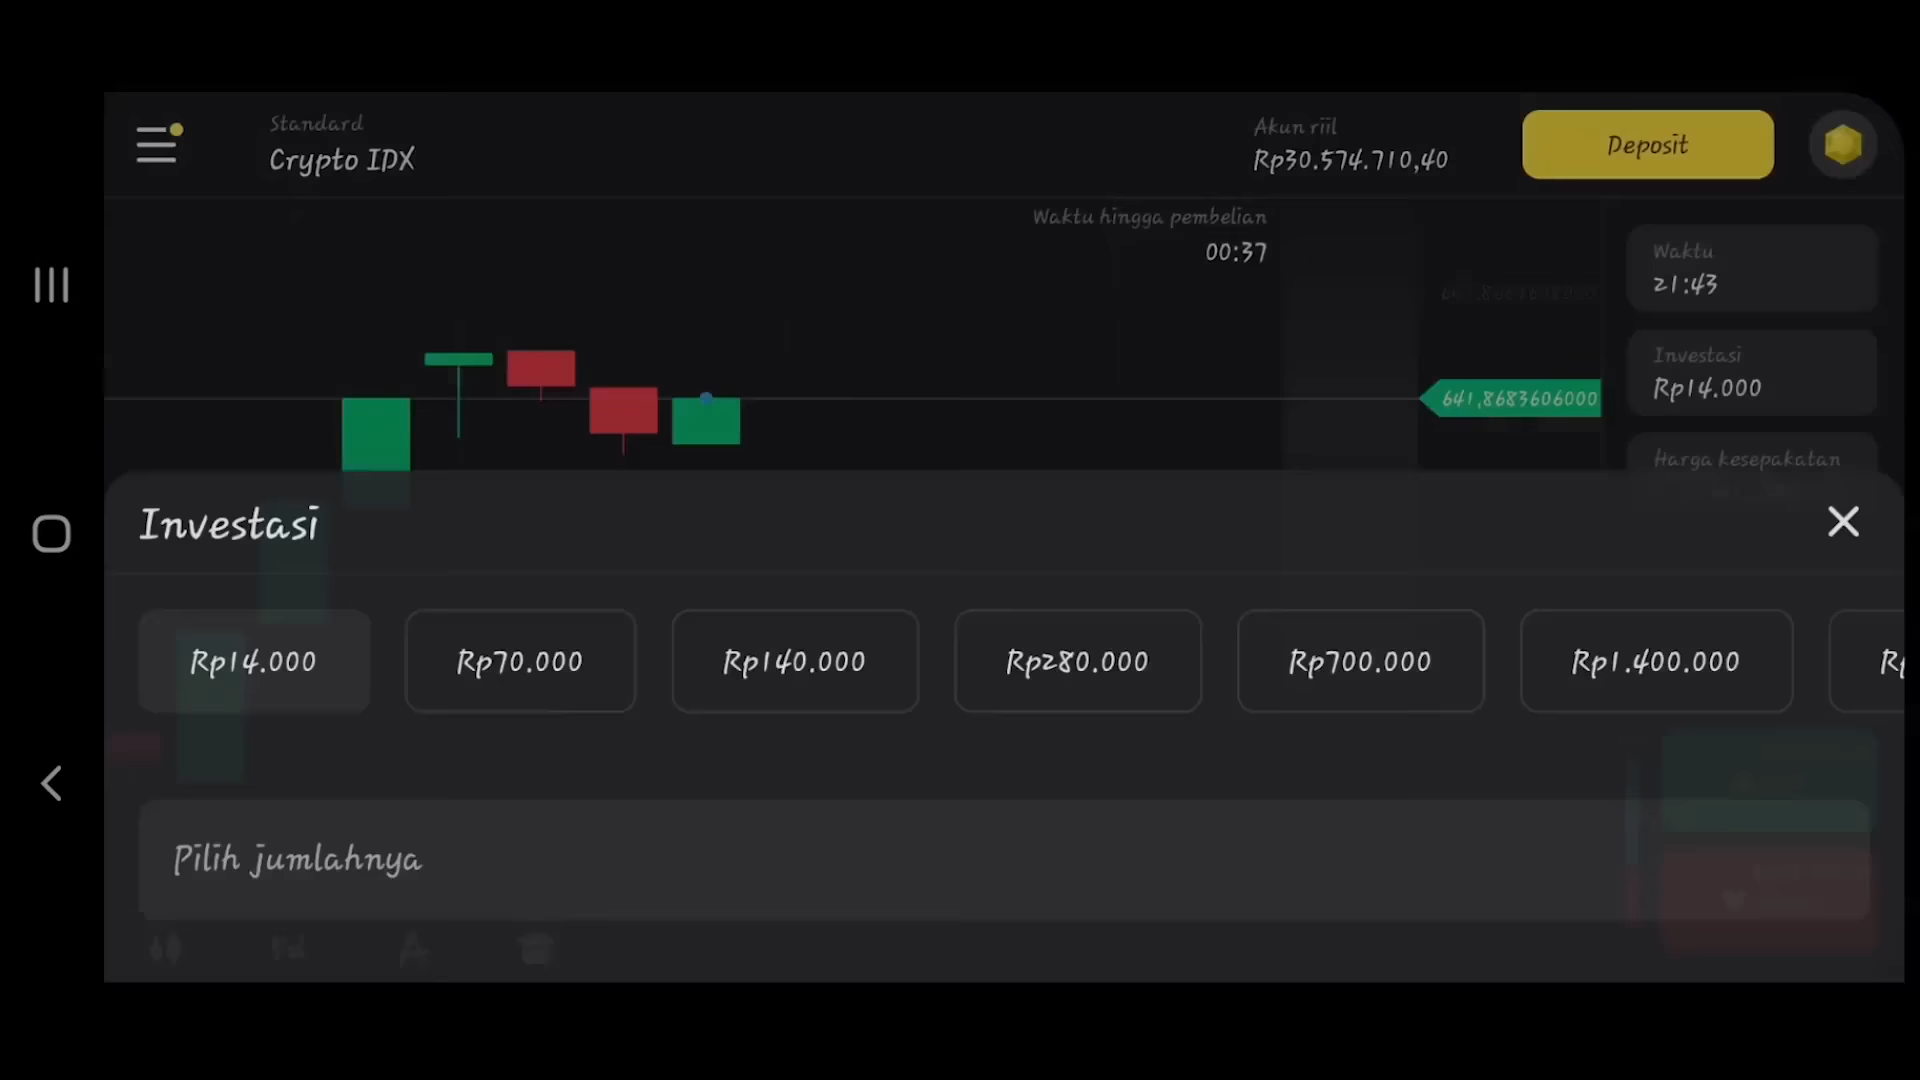 Standard
Crypto IDX
Akun riil
Rp30.574.710,40
Deposit
Waktu hingga pembelian
00:37
Waktu
21:43
Investasi
Rp14.000
641,8683606000
Harga kesepakatan
Investasi
Rp14.000
Rp70.000
Rp140.000
Rp280.000
Rp700.000
Rp1.400.000
Pilih jumlahnya